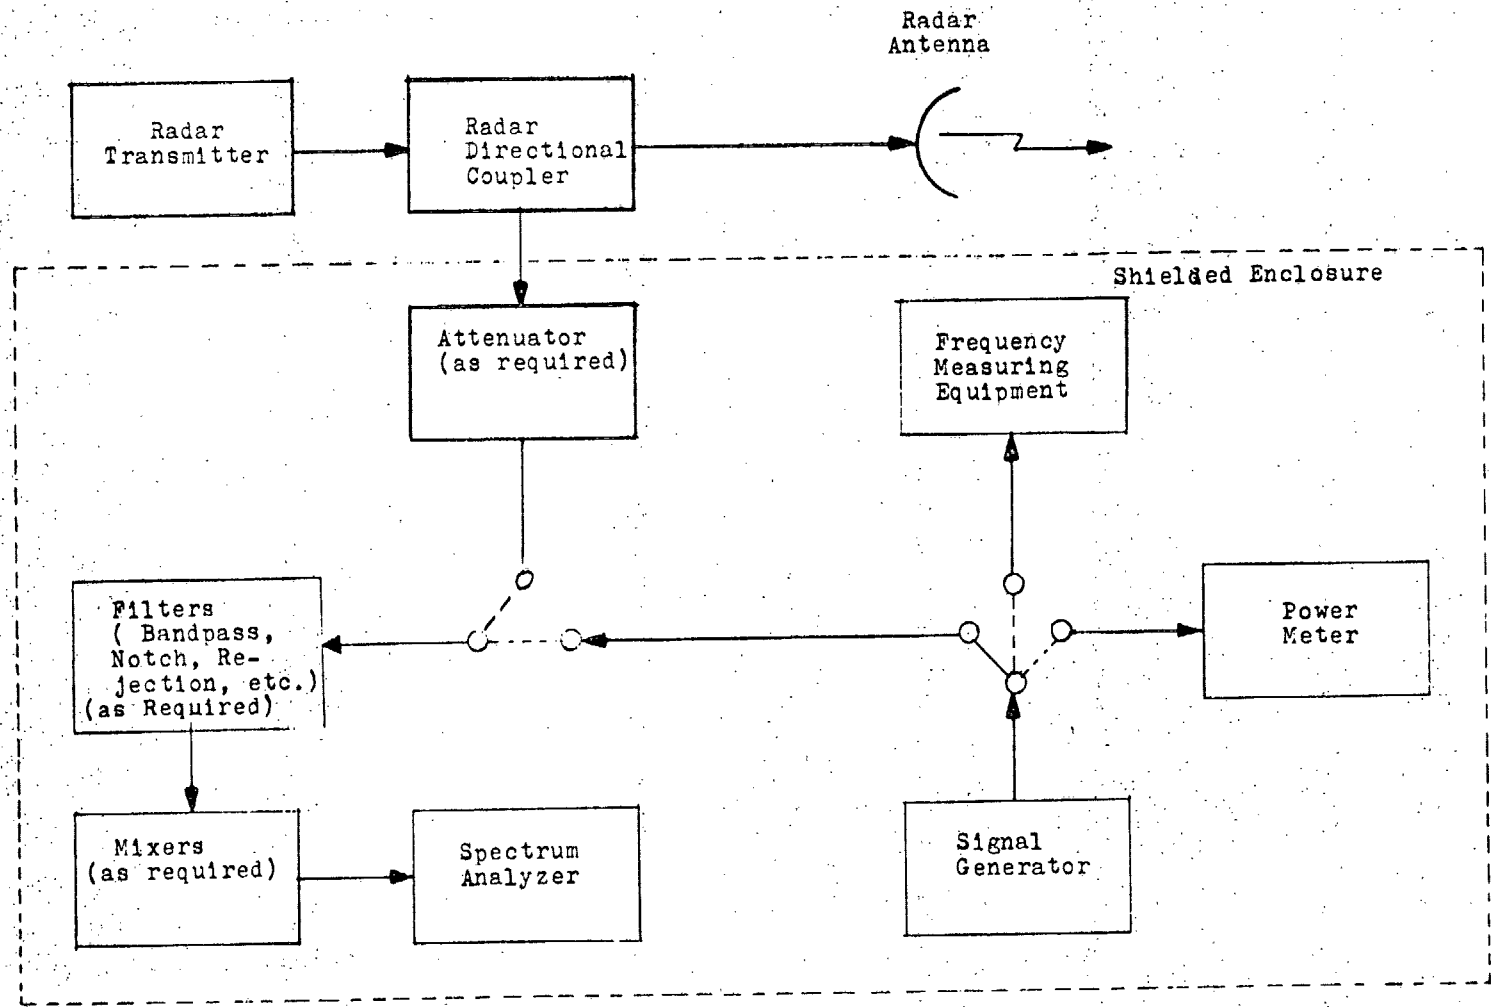 Radar
Antenna
Radar
Transmitter
Radar
Directional
Coupler
Shielded Enclosure
Attenuator
(as required)
Frequency
Measuring
Equipment
Filters
( Bandpass,
Notch, Re-
jection, etc.)
(as Required)
Power
Meter
Mixers
(as required)
Spectrum
Analyzer
Signal
Generator